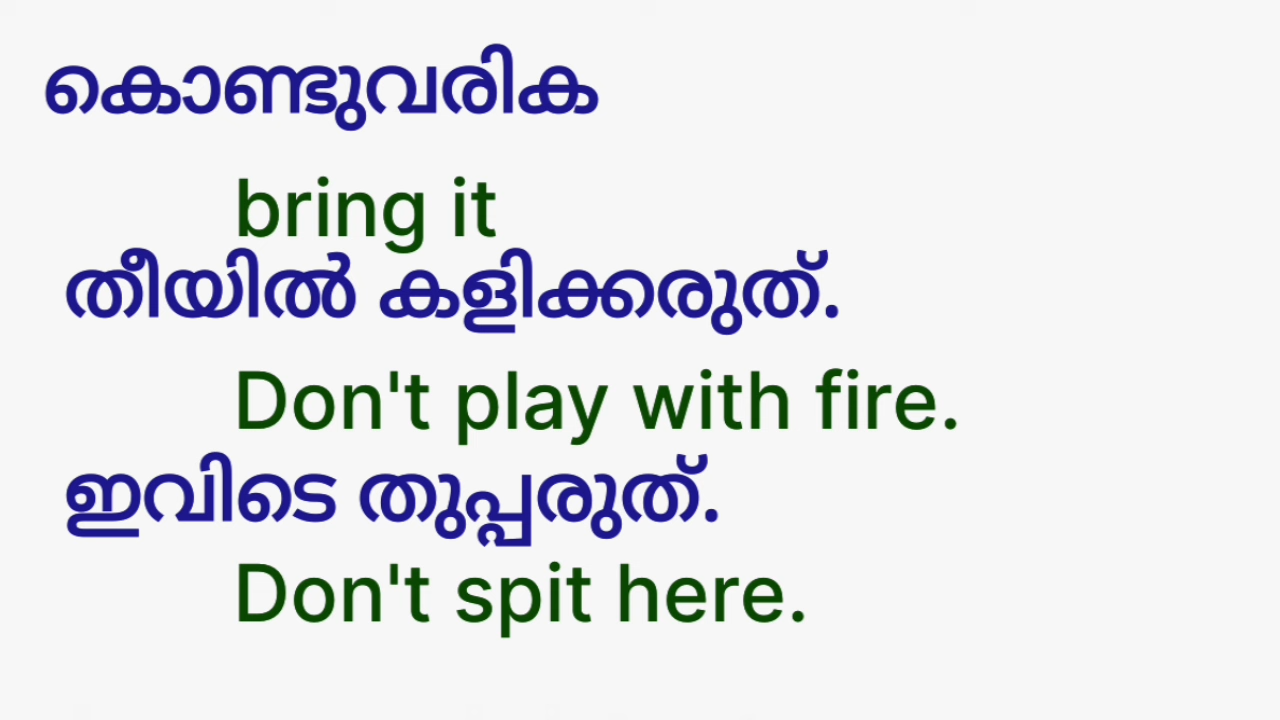 കൊണ്ടുവരിക
bring it
തീയിൽ കളിക്കരുത്.
Don't play with fire.
ഇവിടെ തുപ്പരുത്.
Don't spit here.